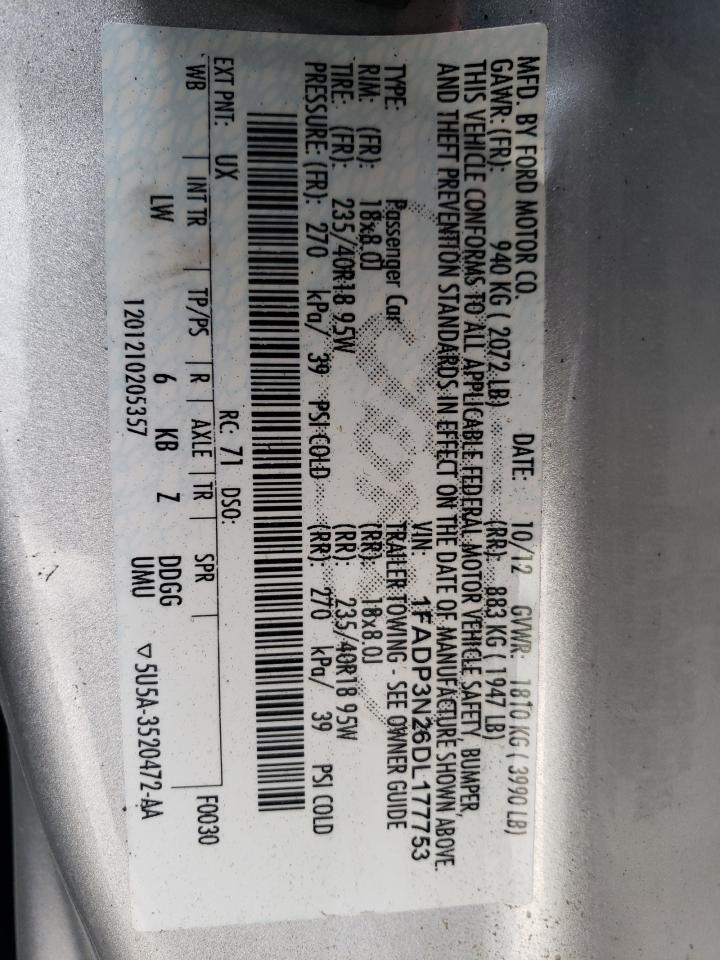 MFD. BY FORD MOTOR CO. DATE: 10/12 GVWR: 1810 KG ( 3990 LB)
GAWR: (FR): 940 KG ( 2072 LB) (RR): 883 KG ( 1947 LB)
THIS VEHICLE CONFORMS TO ALL APPLICABLE FEDERAL MOTOR VEHICLE SAFETY, BUMPER,
AND THEFT PREVENTION STANDARDS IN EFFECT ON THE DATE OF MANUFACTURE SHOWN ABOVE.
VIN: 1FADP3N26DL177753
TYPE: Passenger Car TRAILER TOWING - SEE OWNER GUIDE
RIM: (FR): 18x8.0J (RR): 18x8.0J
TIRE: (FR): 235/40R18 95W (RR): 235/40R18 95W
PRESSURE: (FR): 270 kPa/ 39 PSI COLD (RR): 270 kPa/ 39 PSI COLD
EXT PNT: UX RC: 71 DSO: F0030
WB | INT TR | TP/PS | R | AXLE | TR | SPR
LW 6 KB Z DDGG
UMU
1201210205357 ▽5U5A-3520472-AA